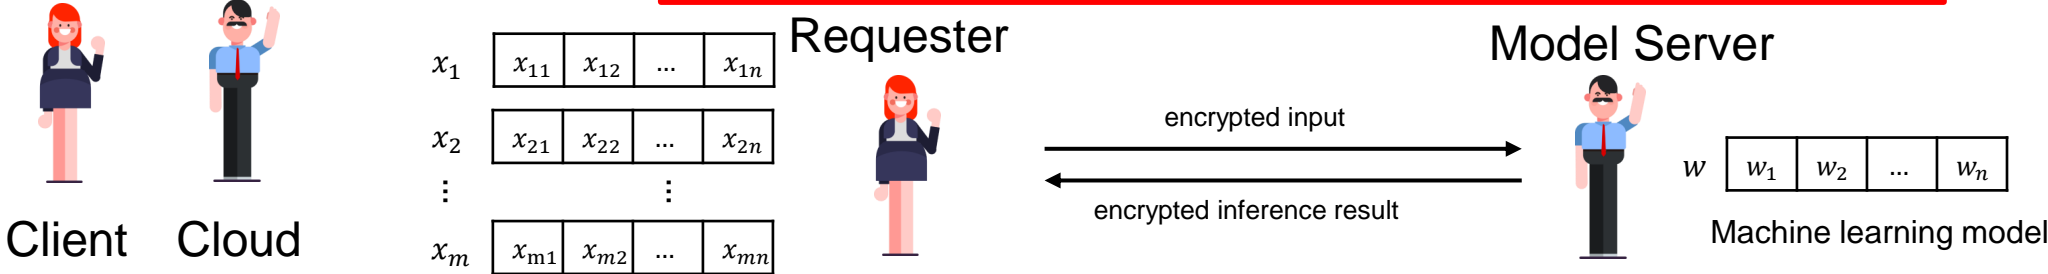 Requester
Model Server
x₁ x₁₁ x₁₂ ... x₁ₙ
encrypted input
x₂ x₂₁ x₂₂ ... x₂ₙ
w w₁ w₂ ... wₙ
⋮ ⋮
encrypted inference result
Client Cloud
Machine learning model
xₘ xₘ₁ xₘ₂ ... xₘₙ